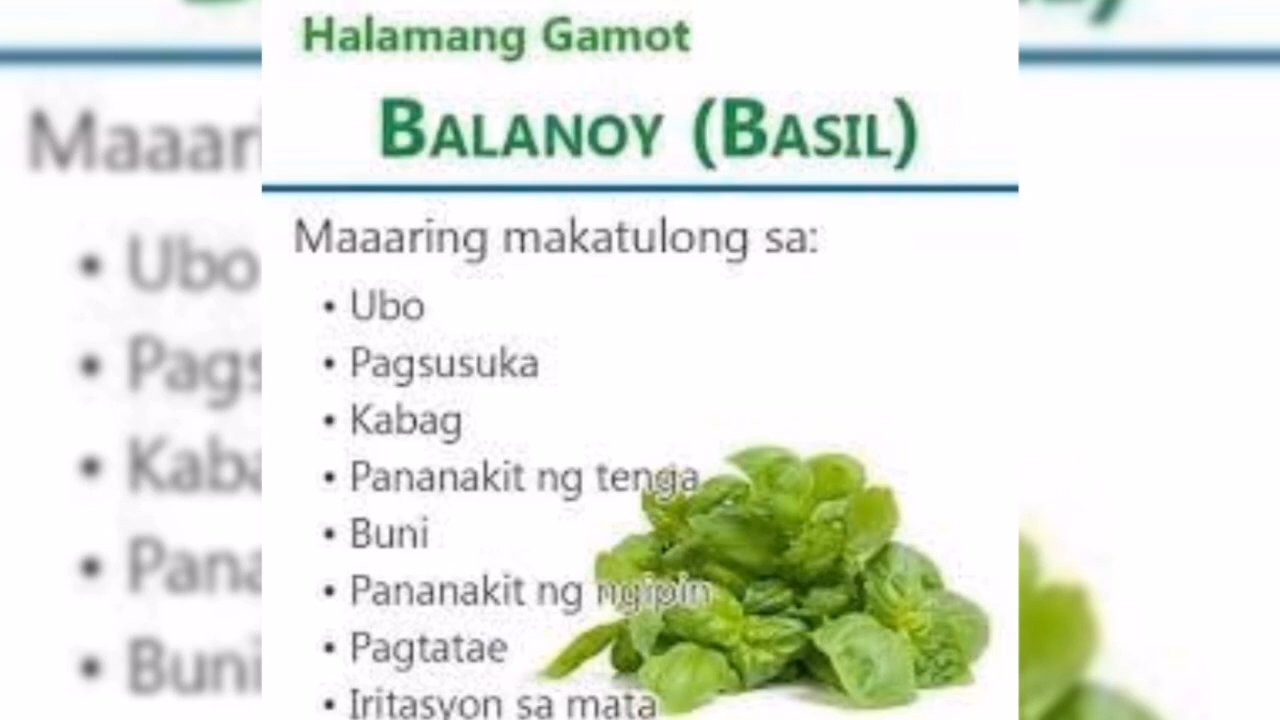 Halamang Gamot
BALANOY (BASIL)
Maaaring makatulong sa:
• Ubo
• Pagsusuka
• Kabag
• Pananakit ng tenga
• Buni
• Pananakit ng ngipin
• Pagtatae
• Iritasyon sa mata